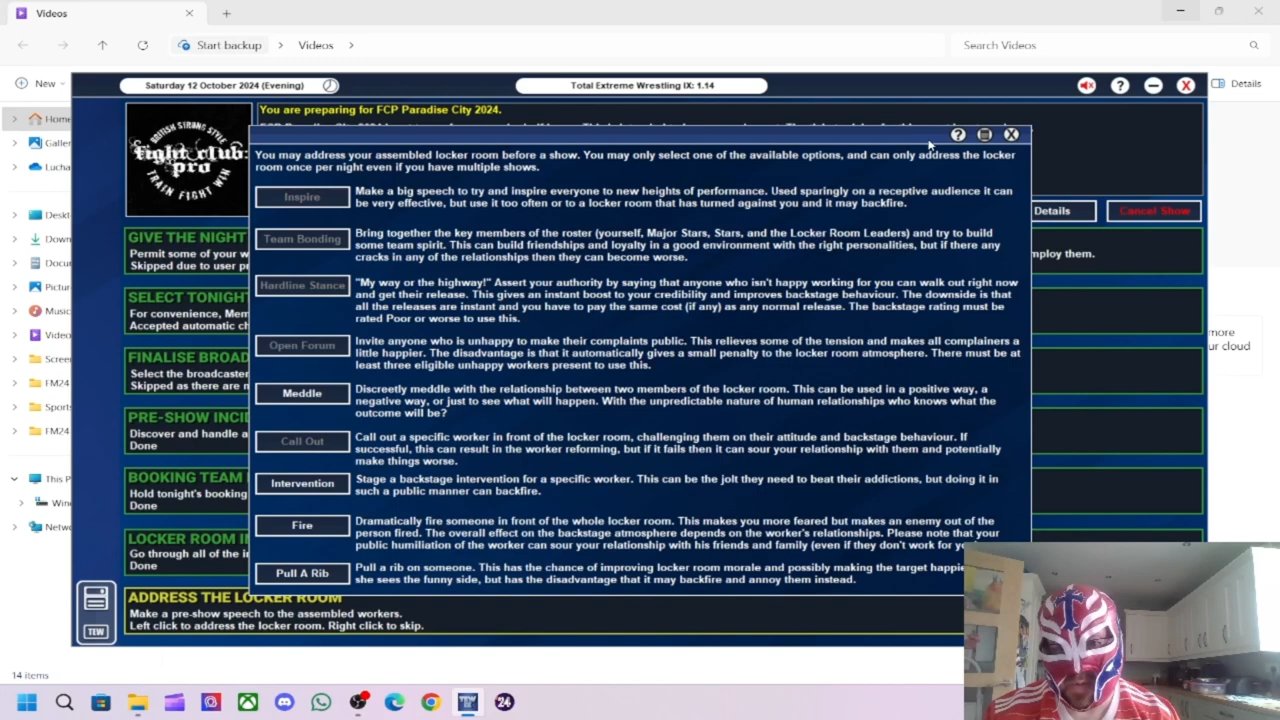 Videos
Start backup
Videos
Search Videos
New
Details
Saturday 12 October 2024 (Evening)
Total Extreme Wrestling IX: 1.14
Home
You are preparing for FCP Paradise City 2024.
BRITISH STRONG STYLE
fight club:
pro
TRAIN FIGHT WIN
You may address your assembled locker room before a show. You may only select one of the available options, and can only address the locker
room once per night even if you have multiple shows.
Inspire
Make a big speech to try and inspire everyone to new heights of performance. Used sparingly on a receptive audience it can
be very effective, but use it too often or to a locker room that has turned against you and it may backfire.
Details
Cancel Show
Team Bonding
Bring together the key members of the roster (yourself, Major Stars, Stars, and the Locker Room Leaders) and try to build
some team spirit. This can build friendships and loyalty in a good environment with the right personalities, but if there any
cracks in any of the relationships then they can become worse.
Hardline Stance
"My way or the highway!" Assert your authority by saying that anyone who isn't happy working for you can walk out right now
and get their release. This gives an instant boost to your credibility and improves backstage behaviour. The downside is that
all the releases are instant and you have to pay the same cost (if any) as any normal release. The backstage rating must be
rated Poor or worse to use this.
Open Forum
Invite anyone who is unhappy to make their complaints public. This relieves some of the tension and makes all complainers a
little happier. The disadvantage is that it automatically gives a small penalty to the locker room atmosphere. There must be at
least three eligible unhappy workers present to use this.
Meddle
Discreetly meddle with the relationship between two members of the locker room. This can be used in a positive way, a
negative way, or just to see what will happen. With the unpredictable nature of human relationships who knows what the
outcome will be?
Call Out
Call out a specific worker in front of the locker room, challenging them on their attitude and backstage behaviour. If
successful, this can result in the worker reforming, but if it fails then it can sour your relationship with them and potentially
make things worse.
Intervention
Stage a backstage intervention for a specific worker. This can be the jolt they need to beat their addictions, but doing it in
such a public manner can backfire.
Fire
Dramatically fire someone in front of the whole locker room. This makes you more feared but makes an enemy out of the
person fired. The overall effect on the backstage atmosphere depends on the worker's relationships. Please note that your
public humiliation of the worker can sour your relationship with his friends and family (even if they don't work for
Pull A Rib
Pull a rib on someone. This has the chance of improving locker room morale and possibly making the target
she sees the funny side, but has the disadvantage that it may backfire and annoy them instead.
GIVE THE NIGHT
Permit some of your
Skipped due to user
employ them.
SELECT TONIGHT
For convenience,
Accepted automatic
FINALISE
Select the broadcaster
Skipped as there are
PRE-SHOW
Discover and handle a
Done
BOOKING TEAM
Hold tonight's booking
Done
LOCKER ROOM
Go through all of the
Done
ADDRESS THE LOCKER ROOM
Make a pre-show speech to the assembled workers.
Left click to address the locker room. Right click to skip.
TEW
more
ur cloud
FM24
FM24
This P
14 items
24